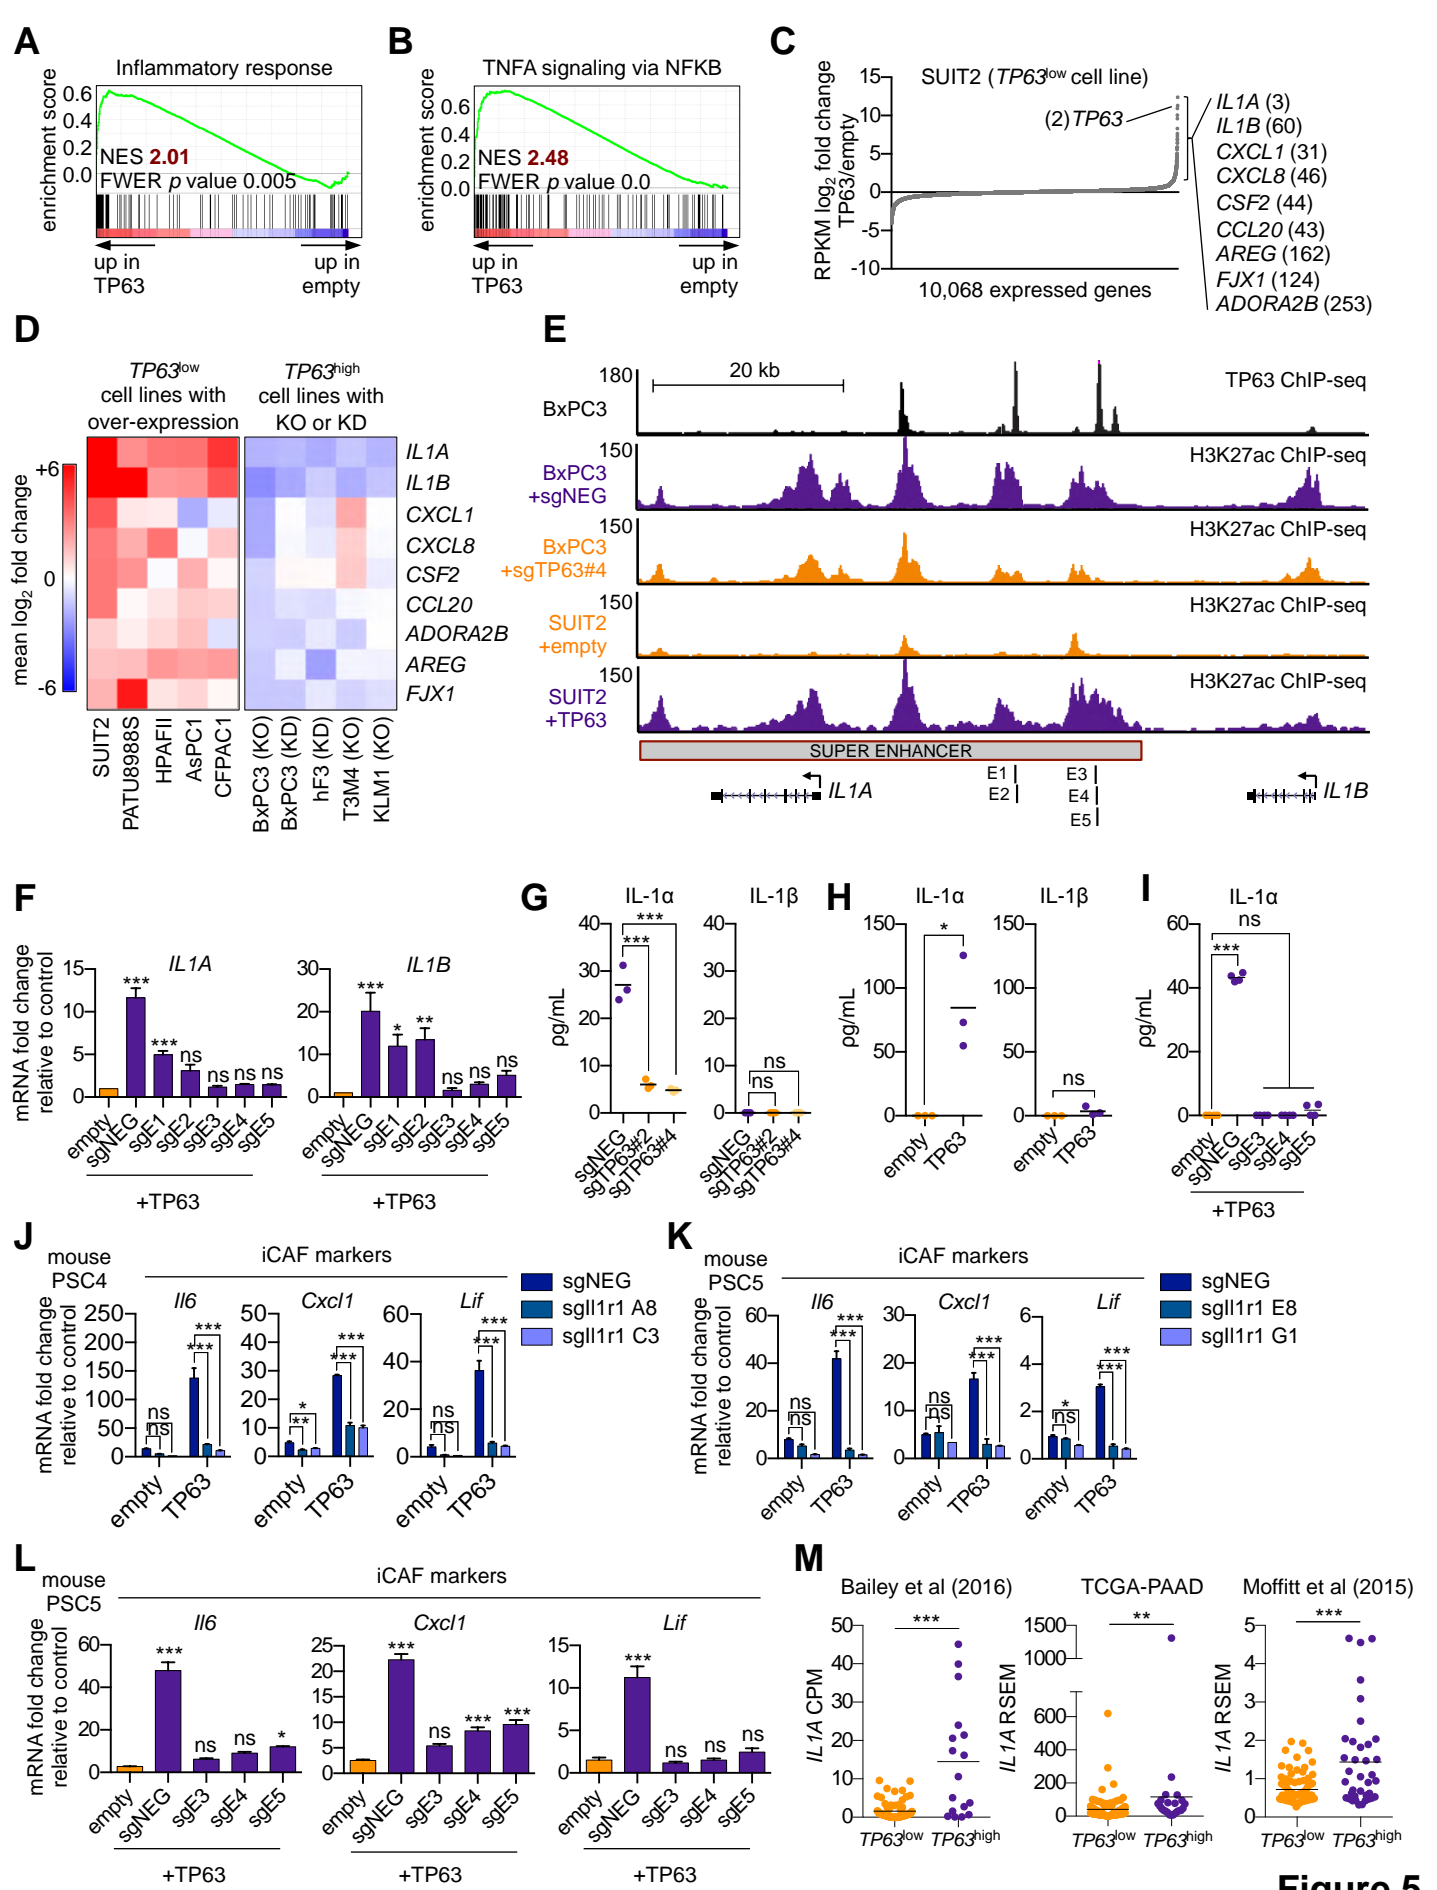 A
Inflammatory response
enrichment score
0.6
0.4
0.2
0.0
NES 2.01
FWER p value 0.005
up in TP63
up in empty
B
TNFA signaling via NFKB
enrichment score
0.6
0.4
0.2
0.0
NES 2.48
FWER p value 0.0
up in TP63
up in empty
C
SUIT2 (TP63low cell line)
RPKM log2 fold change
TP63/empty
15
10
5
0
-5
-10
(2) TP63
10,068 expressed genes
IL1A (3)
IL1B (60)
CXCL1 (31)
CXCL8 (46)
CSF2 (44)
CCL20 (43)
AREG (162)
FJX1 (124)
ADORA2B (253)
D
TP63low
cell lines with
over-expression
TP63high
cell lines with
KO or KD
mean log2 fold change
+6
0
-6
IL1A
IL1B
CXCL1
CXCL8
CSF2
CCL20
ADORA2B
AREG
FJX1
SUIT2
PATU8988S
HPAFII
AsPC1
CFPAC1
BxPC3 (KO)
BxPC3 (KD)
hF3 (KD)
T3M4 (KO)
KLM1 (KO)
E
20 kb
180
BxPC3
TP63 ChIP-seq
150
BxPC3
+sgNEG
H3K27ac ChIP-seq
150
BxPC3
+sgTP63#4
H3K27ac ChIP-seq
150
SUIT2
+empty
H3K27ac ChIP-seq
150
SUIT2
+TP63
H3K27ac ChIP-seq
SUPER ENHANCER
E1
E2
E3
E4
E5
IL1A
IL1B
F
mRNA fold change
relative to control
IL1A
15
10
5
0
***
***
ns
ns
ns
ns
empty
sgNEG
sgE1
sgE2
sgE3
sgE4
sgE5
+TP63
IL1B
30
20
10
0
***
*
**
ns
ns
ns
empty
sgNEG
sgE1
sgE2
sgE3
sgE4
sgE5
+TP63
G
IL-1α
pg/mL
40
30
20
10
0
***
***
sgNEG
sgTP63#2
sgTP63#4
IL-1β
40
30
20
10
0
ns
ns
sgNEG
sgTP63#2
sgTP63#4
H
IL-1α
pg/mL
150
100
50
0
*
empty
TP63
IL-1β
150
100
50
0
ns
empty
TP63
I
IL-1α
pg/mL
60
40
20
0
ns
***
empty
sgNEG
sgE3
sgE4
sgE5
+TP63
J
mouse
PSC4
iCAF markers
mRNA fold change
relative to control
Il6
250
200
150
100
50
0
ns
ns
***
***
empty
TP63
Cxcl1
50
40
30
20
10
0
*
**
***
***
empty
TP63
Lif
60
40
20
0
ns
ns
***
***
empty
TP63
sgNEG
sgIl1r1 A8
sgIl1r1 C3
K
mouse
PSC5
iCAF markers
mRNA fold change
relative to control
Il6
60
40
20
0
ns
ns
***
***
empty
TP63
Cxcl1
30
20
10
0
ns
ns
***
***
empty
TP63
Lif
6
4
2
0
*
ns
***
***
empty
TP63
sgNEG
sgIl1r1 E8
sgIl1r1 G1
L
mouse
PSC5
iCAF markers
mRNA fold change
relative to control
Il6
60
40
20
0
***
ns
ns
*
empty
sgNEG
sgE3
sgE4
sgE5
+TP63
Cxcl1
25
20
15
10
5
0
***
ns
***
***
empty
sgNEG
sgE3
sgE4
sgE5
+TP63
Lif
15
10
5
0
***
ns
ns
ns
empty
sgNEG
sgE3
sgE4
sgE5
+TP63
M
Bailey et al (2016)
IL1A CPM
50
40
30
20
10
0
***
TP63low
TP63high
TCGA-PAAD
IL1A RSEM
1500
1000
600
400
200
0
**
TP63low
TP63high
Moffitt et al (2015)
IL1A RSEM
5
4
3
2
1
0
***
TP63low
TP63high
Figure 5